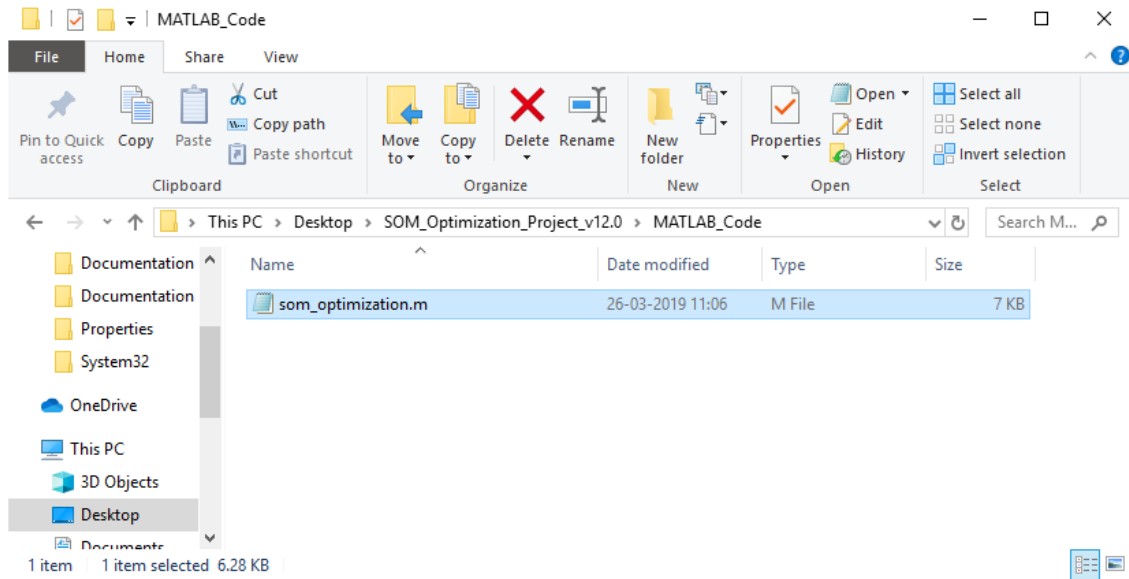 MATLAB_Code
File Home Share View
Pin to Quick access
Copy
Paste
Cut
Copy path
Paste shortcut
Clipboard
Move to
Copy to
Delete
Rename
Organize
New folder
New
Properties
Open
Edit
History
Open
Select all
Select none
Invert selection
Select
This PC > Desktop > SOM_Optimization_Project_v12.0 > MATLAB_Code
Search M...
Documentation
Documentation
Properties
System32
OneDrive
This PC
3D Objects
Desktop
Documents
Name Date modified Type Size
som_optimization.m 26-03-2019 11:06 M File 7 KB
1 item 1 item selected 6.28 KB